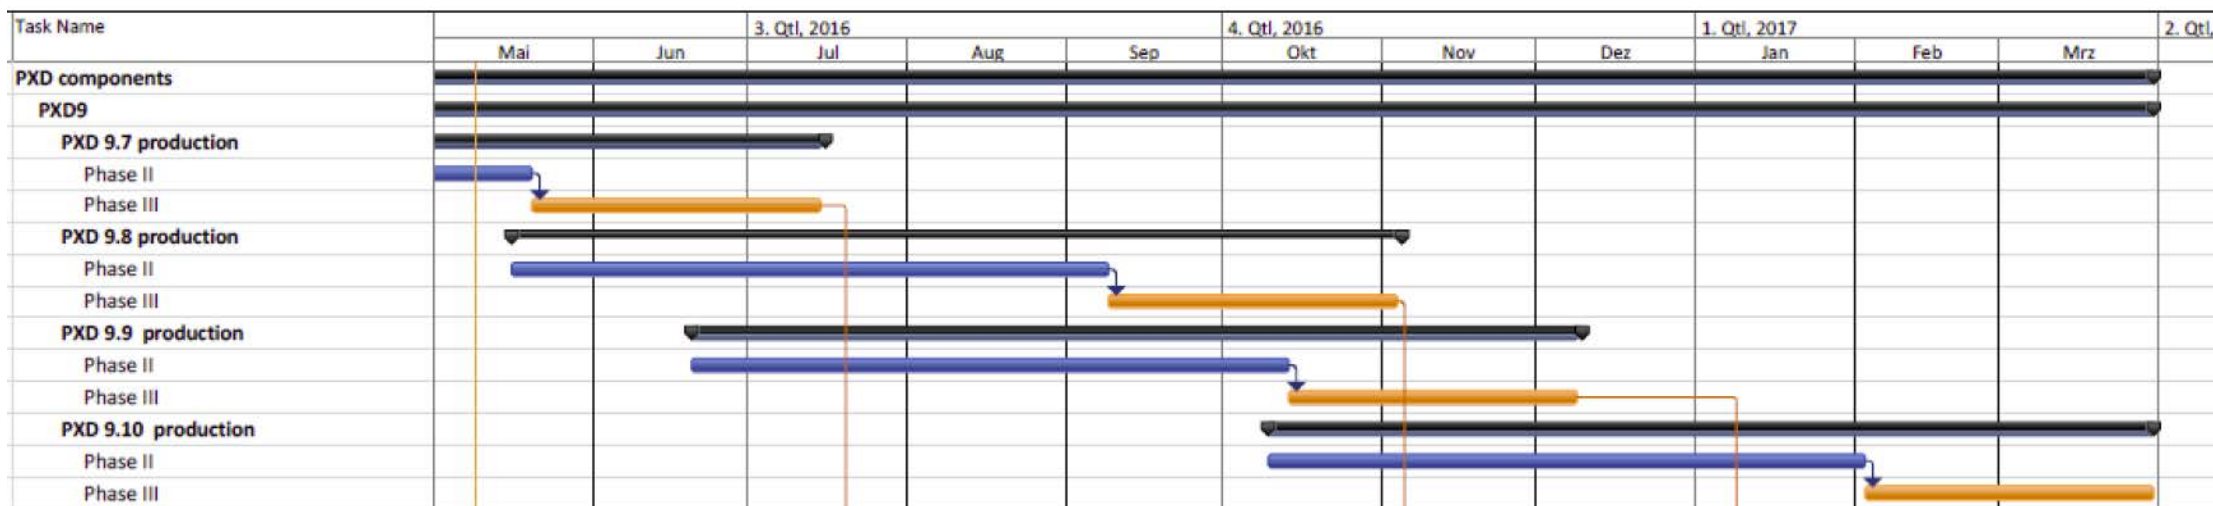 Task Name
3. Qtl, 2016 4. Qtl, 2016 1. Qtl, 2017 2. Qtl,
Mai Jun Jul Aug Sep Okt Nov Dez Jan Feb Mrz
PXD components
PXD9
PXD 9.7 production
Phase II
Phase III
PXD 9.8 production
Phase II
Phase III
PXD 9.9 production
Phase II
Phase III
PXD 9.10 production
Phase II
Phase III